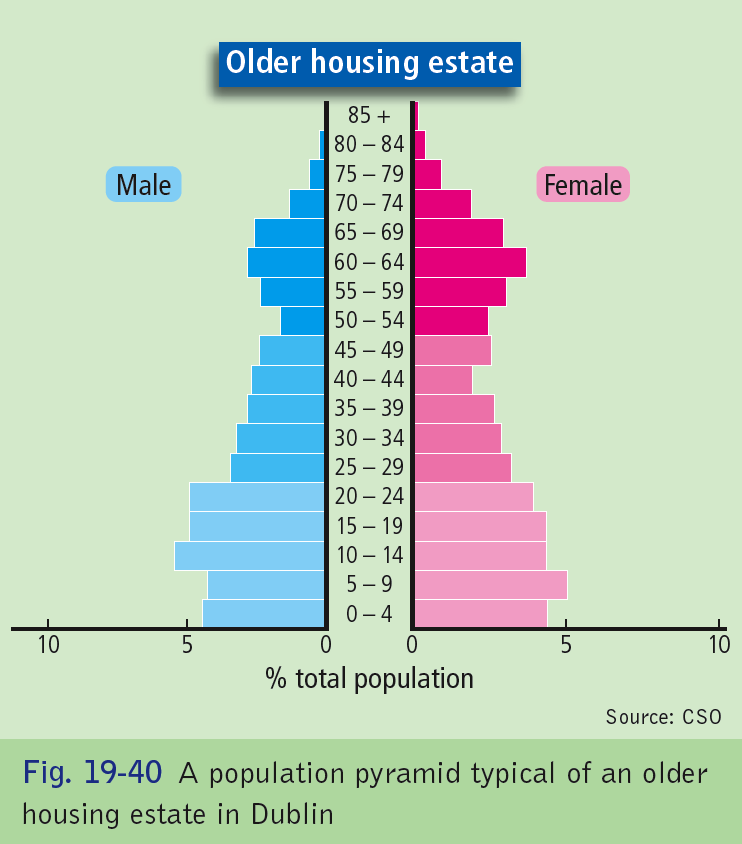 Older housing estate
85 +
80 – 84
Male
75 – 79
Female
70 – 74
65 – 69
60 – 64
55 – 59
50 – 54
45 – 49
40 – 44
35 – 39
30 – 34
25 – 29
20 – 24
15 – 19
10 – 14
5 – 9
0 – 4
10 5 0 0 5 10
% total population
Source: CSO
Fig. 19-40 A population pyramid typical of an older
housing estate in Dublin